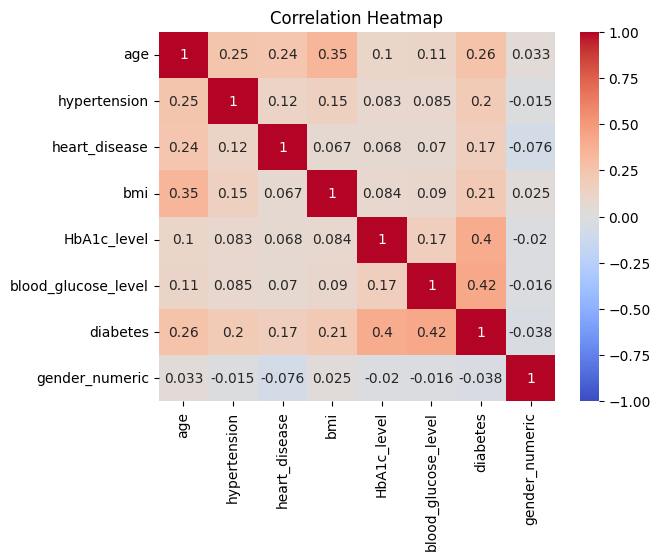 Correlation Heatmap
age 1 0.25 0.24 0.35 0.1 0.11 0.26 0.033
hypertension 0.25 1 0.12 0.15 0.083 0.085 0.2 -0.015
heart_disease 0.24 0.12 1 0.067 0.068 0.07 0.17 -0.076
bmi 0.35 0.15 0.067 1 0.084 0.09 0.21 0.025
HbA1c_level 0.1 0.083 0.068 0.084 1 0.17 0.4 -0.02
blood_glucose_level 0.11 0.085 0.07 0.09 0.17 1 0.42 -0.016
diabetes 0.26 0.2 0.17 0.21 0.4 0.42 1 -0.038
gender_numeric 0.033 -0.015 -0.076 0.025 -0.02 -0.016 -0.038 1
age
hypertension
heart_disease
bmi
HbA1c_level
blood_glucose_level
diabetes
gender_numeric
1.00
0.75
0.50
0.25
0.00
-0.25
-0.50
-0.75
-1.00